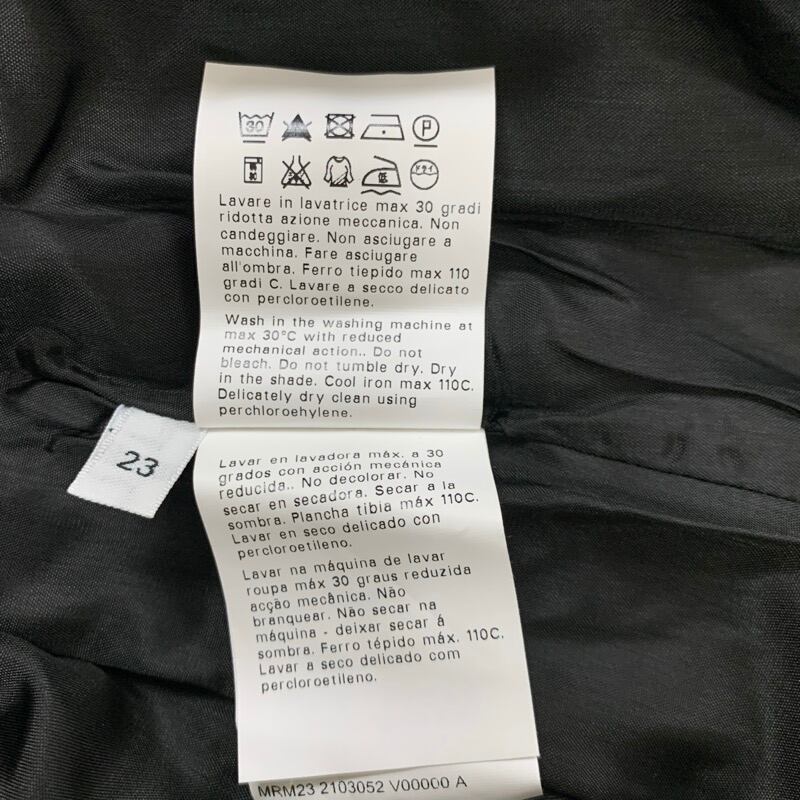 30
P
ドライ
Lavare in lavatrice max 30 gradi
ridotta azione meccanica. Non
candeggiare. Non asciugare a
macchina. Fare asciugare
all'ombra. Ferro tiepido max 110
gradi C. Lavare a secco delicato
con percloroetilene.
Wash in the washing machine at
max 30°C with reduced
mechanical action.. Do not
bleach. Do not tumble dry. Dry
in the shade. Cool iron max 110C.
Delicately dry clean using
perchloroehylene.
23
Lavar en lavadora máx. a 30
grados con acción mecánica
reducida.. No decolorar. No
secar en secadora. Secar a la
sombra. Plancha tibia máx 110C.
Lavar en seco delicado con
percloroetileno.
Lavar na máquina de lavar
roupa máx 30 graus reduzida
acção mecânica. Não
branquear. Não secar na
máquina - deixar secar á
sombra. Ferro tépido máx. 110C.
Lavar a seco delicado com
percloroetileno.
MRM23 2103052 V00000 A